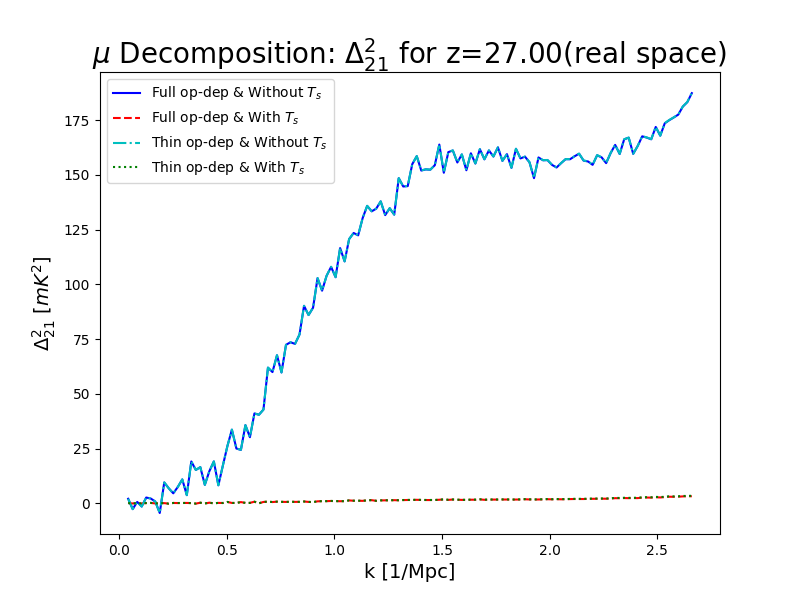 μ Decomposition: Δ²₂₁ for z=27.00(real space)
Full op-dep & Without Tₛ
Full op-dep & With Tₛ
Thin op-dep & Without Tₛ
Thin op-dep & With Tₛ
175
150
125
100
75
50
25
0
Δ²₂₁ [mK²]
0.0 0.5 1.0 1.5 2.0 2.5
k [1/Mpc]